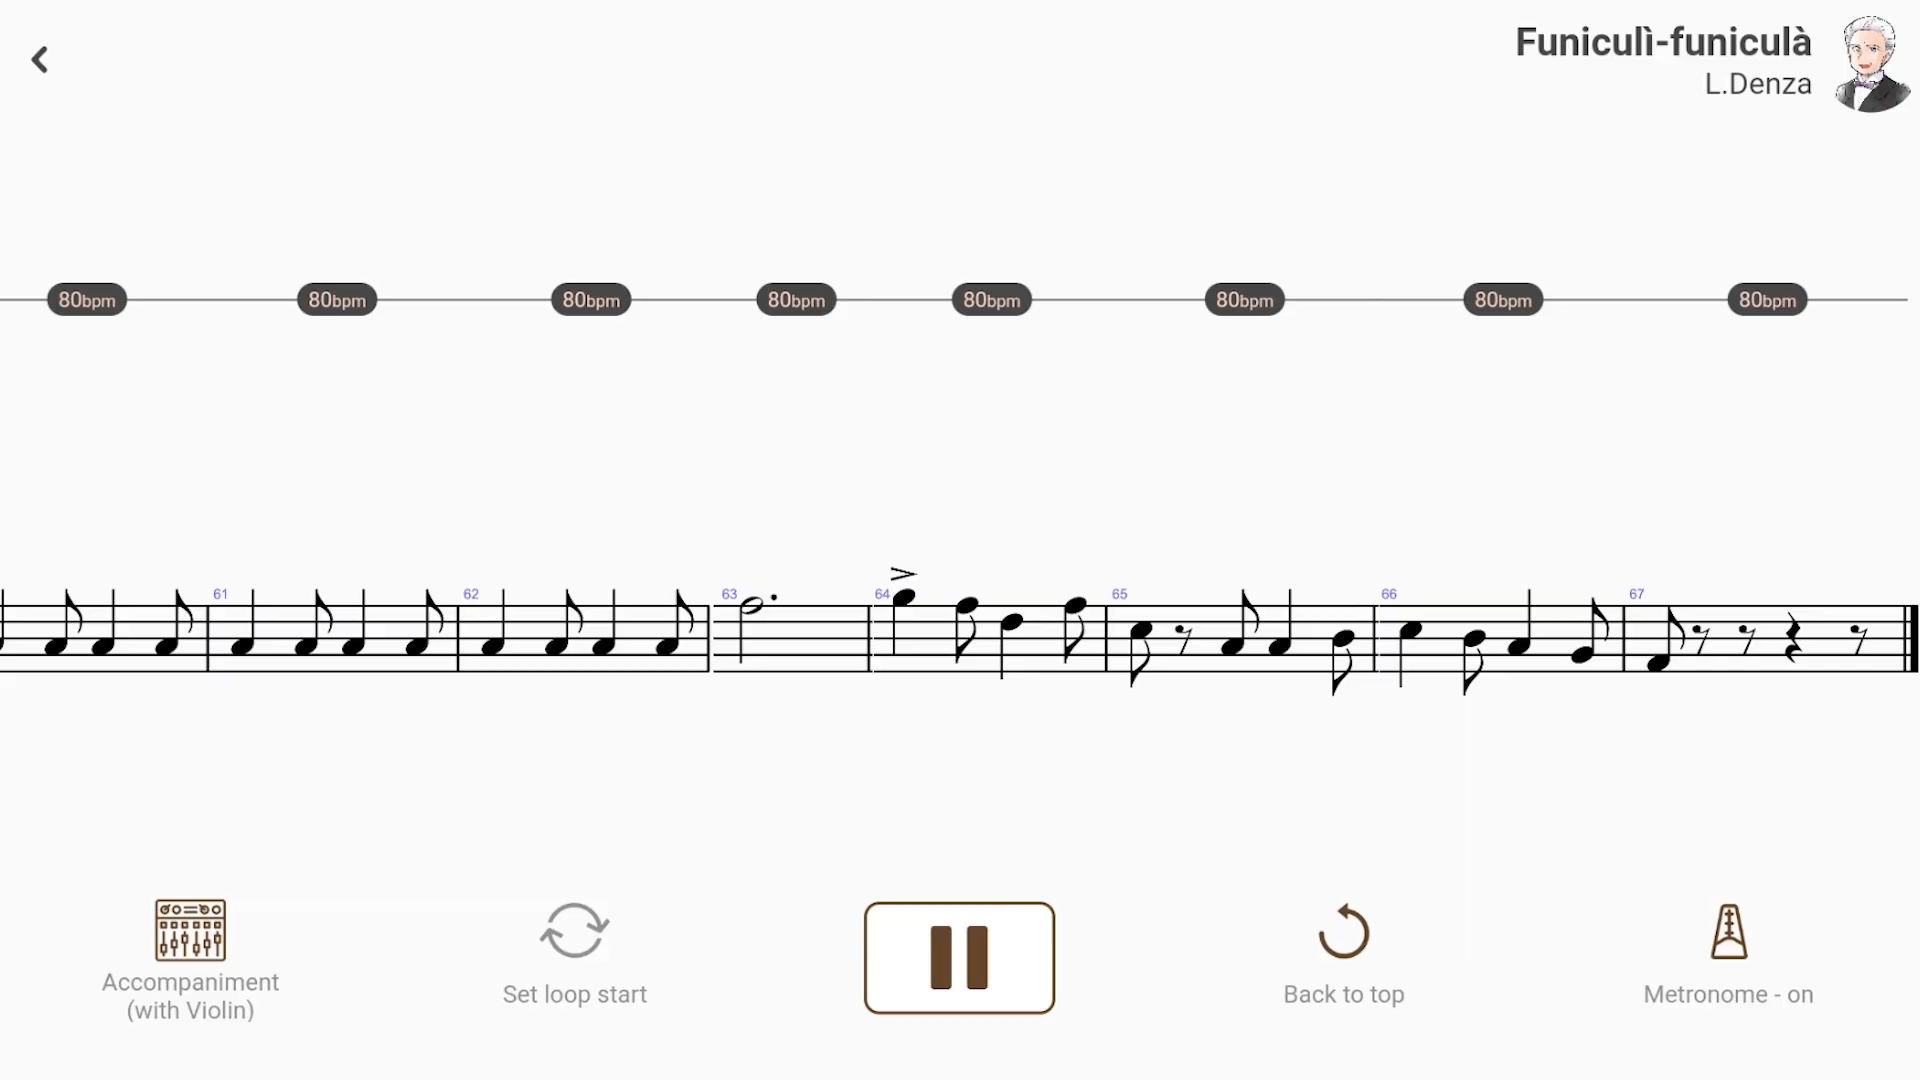 Funiculì-funiculà
L.Denza
80bpm 80bpm 80bpm 80bpm 80bpm 80bpm 80bpm 80bpm
61 62 63 64 65 66 67
Accompaniment
(with Violin)
Set loop start
Back to top
Metronome - on